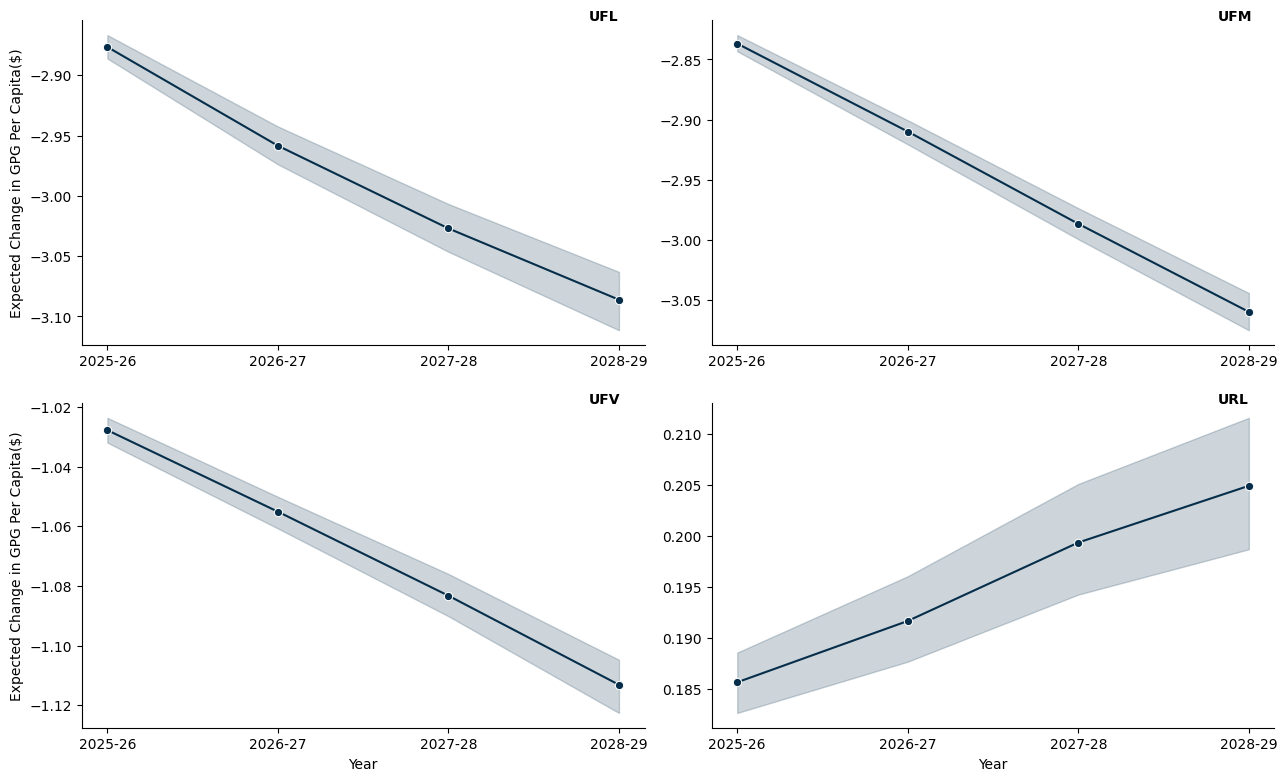 UFL
Expected Change in GPG Per Capita($)
−2.90
−2.95
−3.00
−3.05
−3.10
2025-26 2026-27 2027-28 2028-29
UFM
−2.85
−2.90
−2.95
−3.00
−3.05
2025-26 2026-27 2027-28 2028-29
UFV
Expected Change in GPG Per Capita($)
−1.02
−1.04
−1.06
−1.08
−1.10
−1.12
2025-26 2026-27 2027-28 2028-29
Year
URL
0.210
0.205
0.200
0.195
0.190
0.185
2025-26 2026-27 2027-28 2028-29
Year